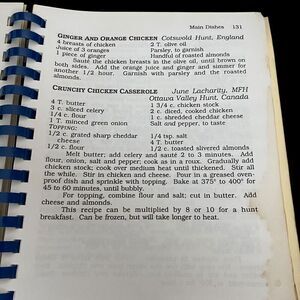 Main Dishes 131
GINGER AND ORANGE CHICKEN Cotswold Hunt, England
4 breasts of chicken 2 T. olive oil
Juice of 3 oranges Parsley, to garnish
1 piece of ginger Handful of roasted almonds
Sauté the chicken breasts in the olive oil, until brown on
both sides. Add the orange juice and ginger and simmer for
another 1/2 hour. Garnish with parsley and the roasted
almonds.
CRUNCHY CHICKEN CASSEROLE June Lacharity, MFH
Ottawa Valley Hunt, Canada
4 T. butter 1 3/4 c. chicken stock
3 c. sliced celery 2 c. diced, cooked chicken
1/4 c. flour 1 c. shredded cheddar cheese
1 T. minced green onion Salt and pepper, to taste
TOPPING:
1/2 c. grated sharp cheddar 1/4 tsp. salt
cheese 4 T. butter
1/2 c. flour 1/2 c. toasted slivered almonds
Melt butter; add celery and sauté 2 to 3 minutes. Add
flour, onion, salt and pepper; cook as in a roux. Gradually add
chicken stock; cook over medium heat until thickened. Stir all
the while. Stir in chicken and cheese. Pour in a greased oven-
proof dish and sprinkle with topping. Bake at 375° to 400° for
45 to 60 minutes, until bubbly.
For topping, combine flour and salt; cut in butter. Add
cheese and almonds.
This recipe can be multiplied by 8 or 10 for a hunt
breakfast. Can be frozen, but will take longer to heat.